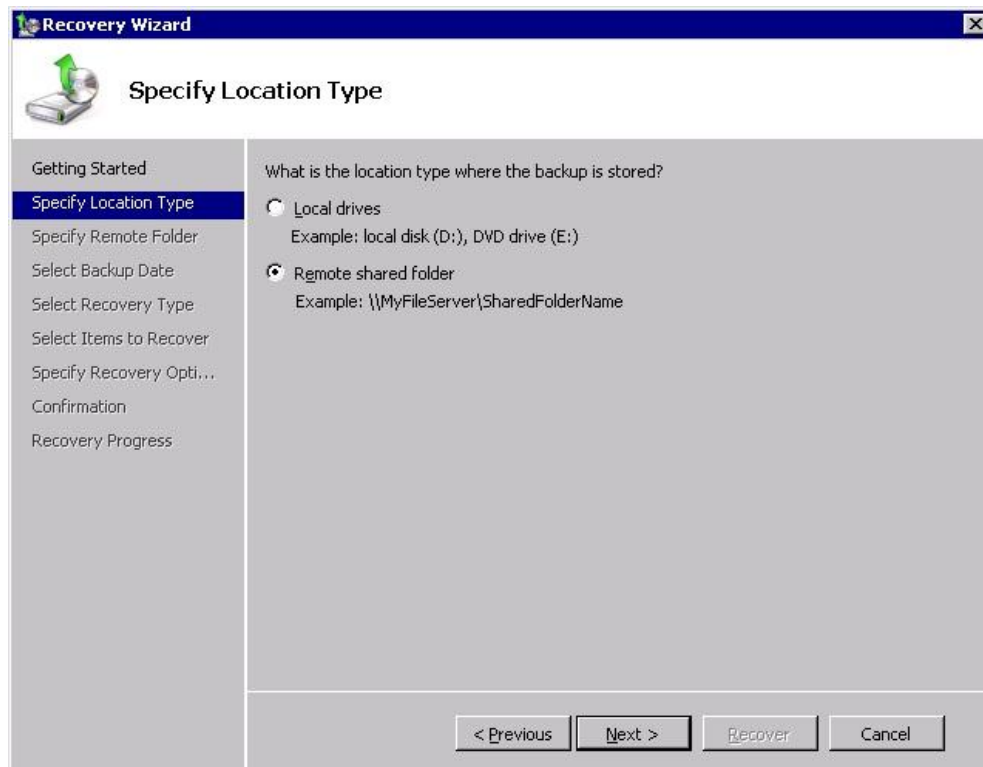 Recovery Wizard
Specify Location Type
Getting Started
Specify Location Type
Specify Remote Folder
Select Backup Date
Select Recovery Type
Select Items to Recover
Specify Recovery Opti...
Confirmation
Recovery Progress
What is the location type where the backup is stored?
Local drives
Example: local disk (D:), DVD drive (E:)
Remote shared folder
Example: \\MyFileServer\SharedFolderName
< Previous Next > Recover Cancel